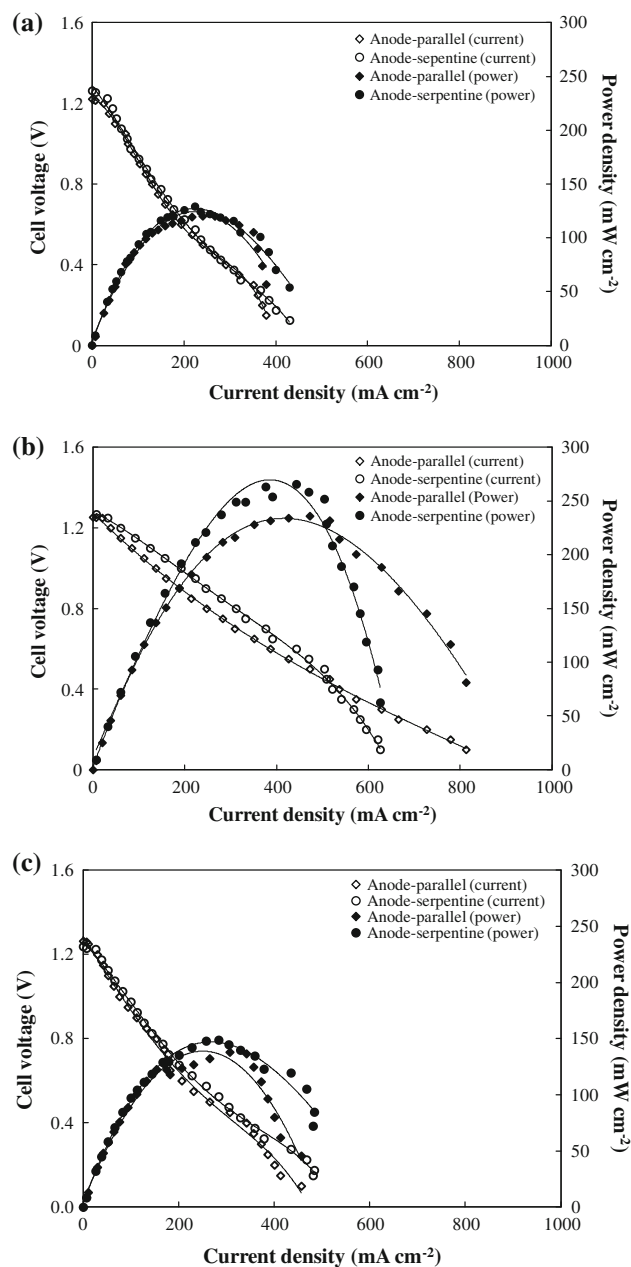 (a)
1.6
1.2
0.8
0.4
0
Cell voltage (V)
300
250
200
150
100
50
0
Power density (mW cm-2)
Anode-parallel (current)
Anode-sepentine (current)
Anode-parallel (power)
Anode-serpentine (power)
0 200 400 600 800 1000
Current density (mA cm-2)
(b)
1.6
1.2
0.8
0.4
0
Cell voltage (V)
300
250
200
150
100
50
0
Power density (mW cm-2)
Anode-parallel (current)
Anode-serpentine (current)
Anode-parallel (Power)
Anode-serpentine (power)
0 200 400 600 800 1000
Current density (mA cm-2)
(c)
1.6
1.2
0.8
0.4
0.0
Cell voltage (V)
300
250
200
150
100
50
0
Power density (mW cm-2)
Anode-parallel (current)
Anode-serpentine (current)
Anode-parallel (power)
Anode-serpentine (power)
0 200 400 600 800 1000
Current density (mA cm-2)